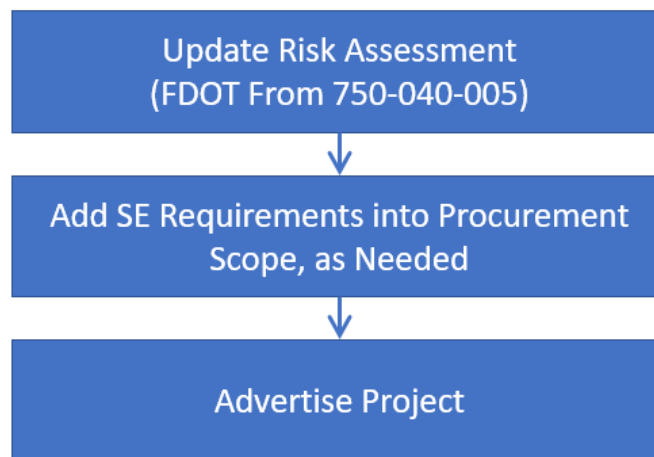 Update Risk Assessment
(FDOT From 750-040-005)
Add SE Requirements into Procurement
Scope, as Needed
Advertise Project